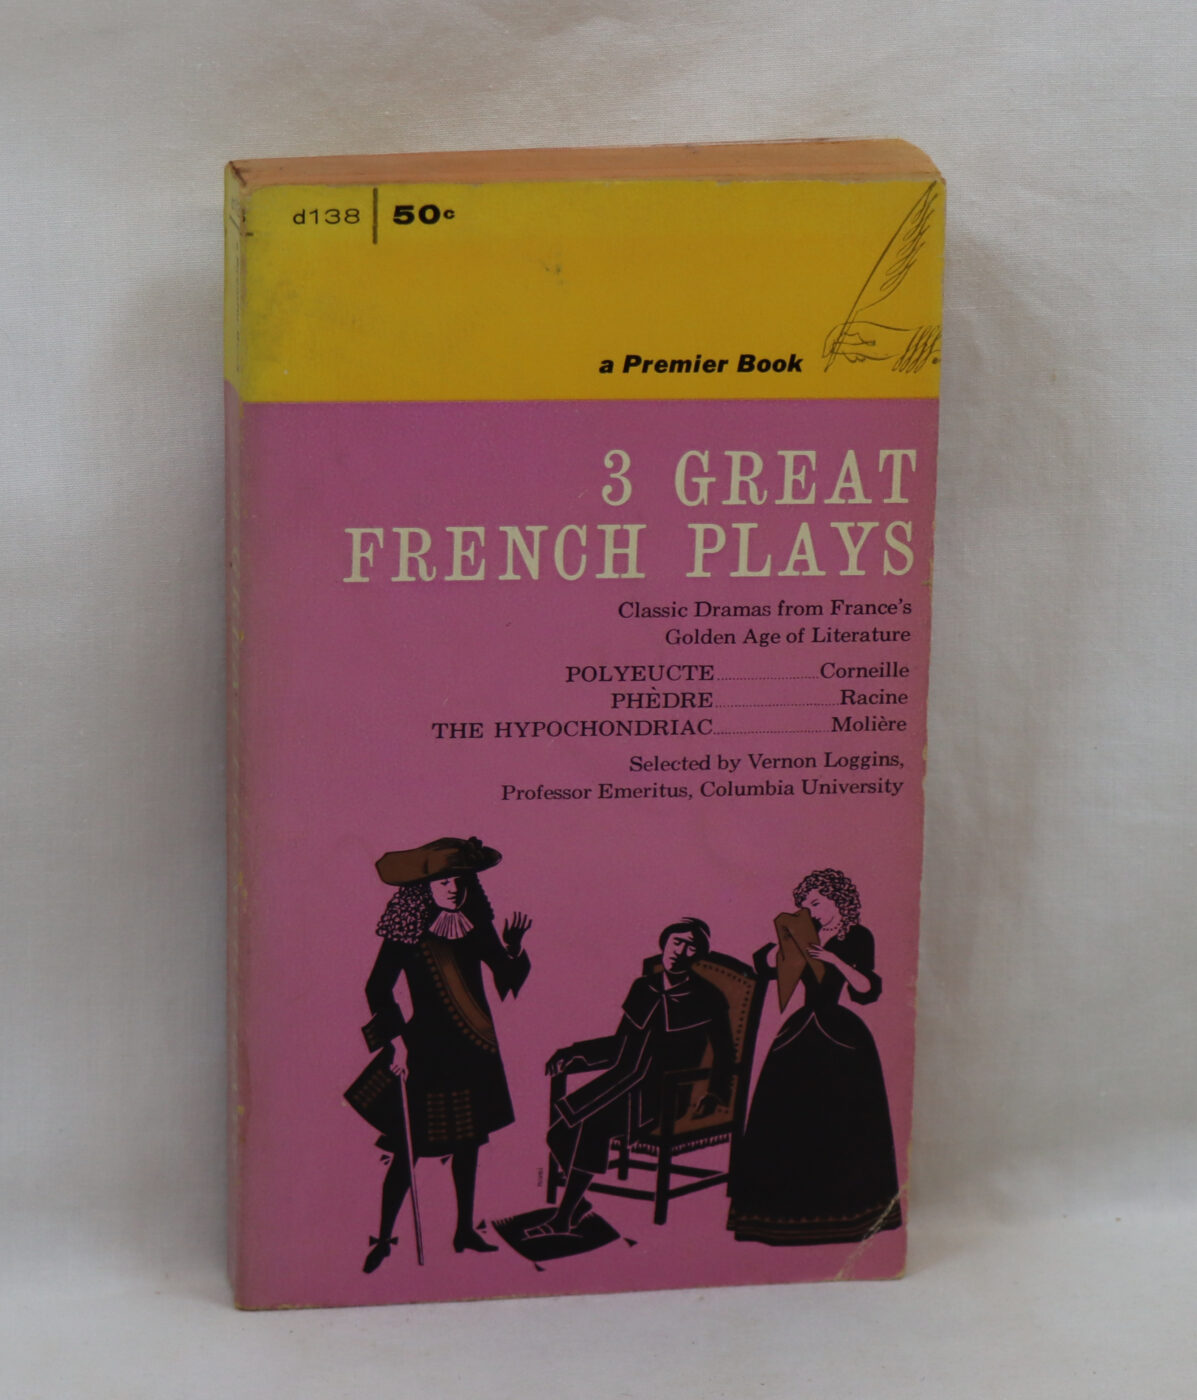 d138 | 50c
a Premier Book
3 GREAT
FRENCH PLAYS
Classic Dramas from France's
Golden Age of Literature
POLYEUCTE........................Corneille
PHÈDRE..............................Racine
THE HYPOCHONDRIAC............................Molière
Selected by Vernon Loggins,
Professor Emeritus, Columbia University